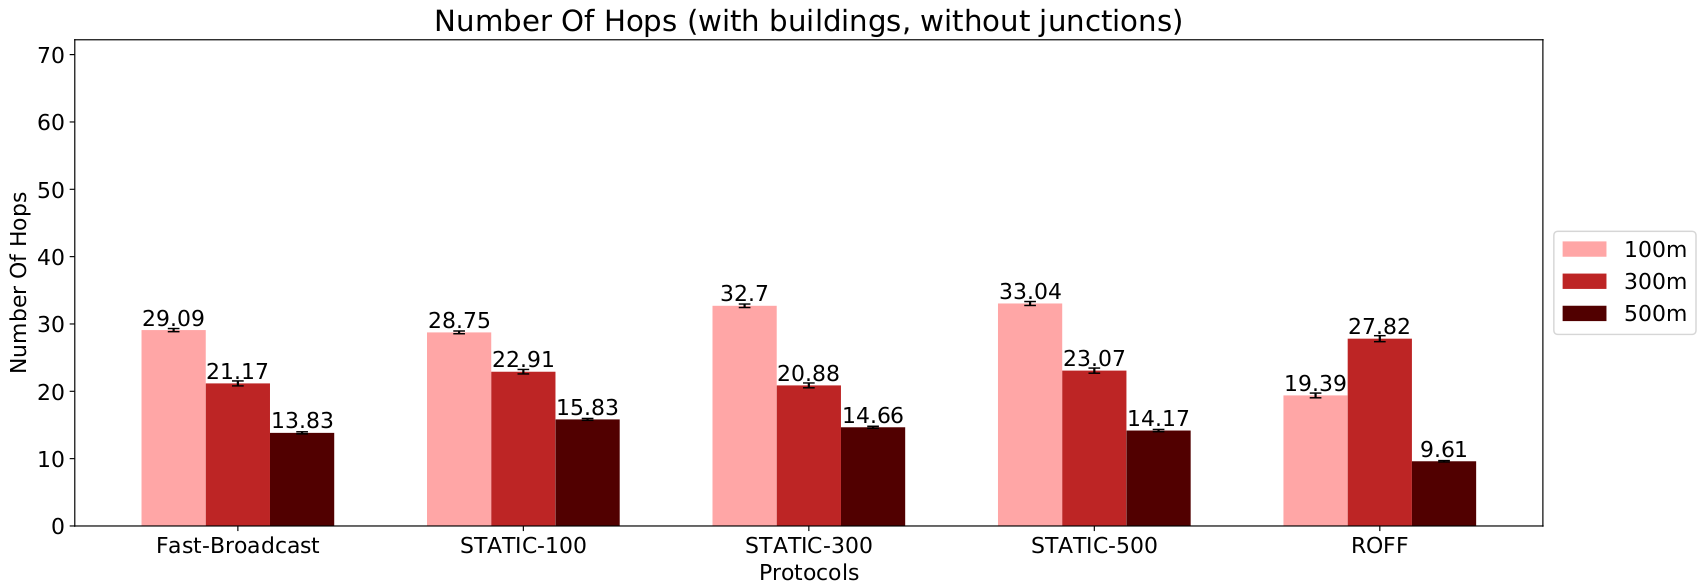 Number Of Hops (with buildings, without junctions)
Number Of Hops
70
60
50
40
30
20
10
0
29.09
21.17
13.83
28.75
22.91
15.83
32.7
20.88
14.66
33.04
23.07
14.17
19.39
27.82
9.61
Fast-Broadcast
STATIC-100
STATIC-300
STATIC-500
ROFF
Protocols
100m
300m
500m